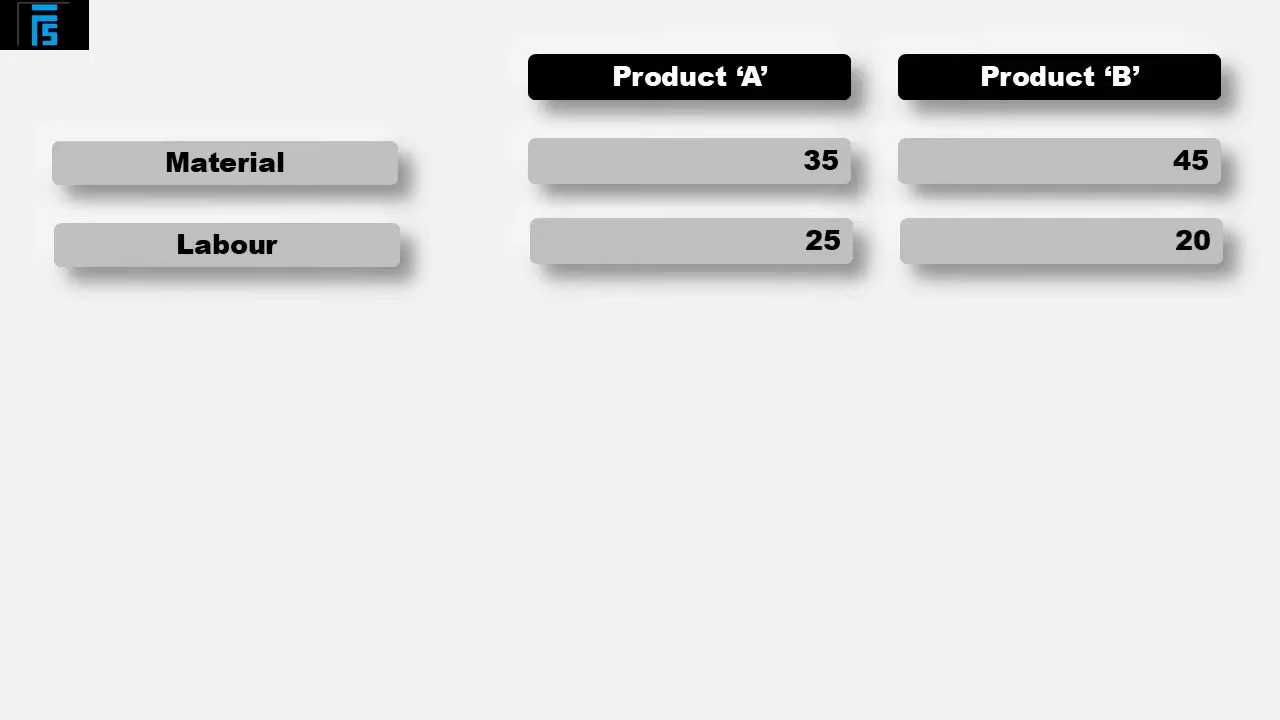 Product ‘A’ Product ‘B’
Material 35 45
Labour 25 20